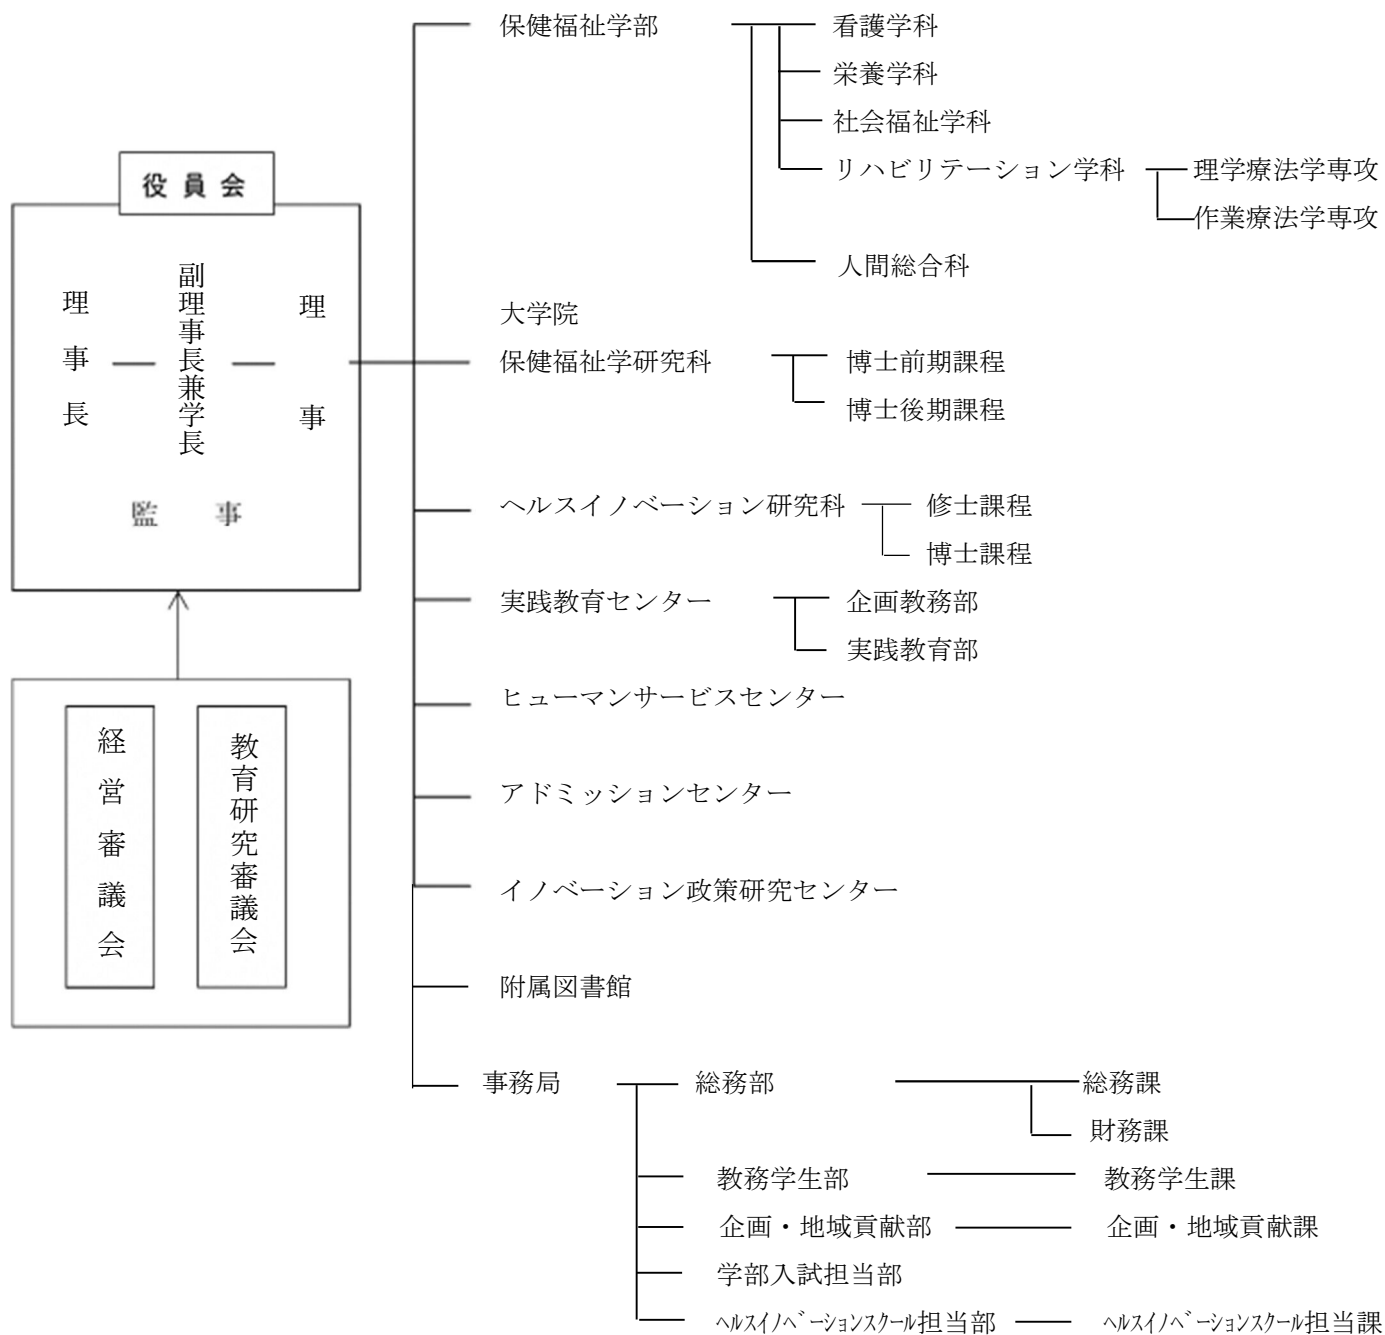 保健福祉学部
看護学科
栄養学科
社会福祉学科
リハビリテーション学科
理学療法学専攻
作業療法学専攻
人間総合科
役員会
理事長
副理事長兼学長
理事
監事
大学院
保健福祉学研究科
博士前期課程
博士後期課程
ヘルスイノベーション研究科
修士課程
博士課程
実践教育センター
企画教務部
実践教育部
ヒューマンサービスセンター
アドミッションセンター
イノベーション政策研究センター
経営審議会
教育研究審議会
附属図書館
事務局
総務部
総務課
財務課
教務学生部
教務学生課
企画・地域貢献部
企画・地域貢献課
学部入試担当部
ﾍﾙｽｲﾉﾍﾞｰｼｮﾝｽｸｰﾙ担当部
ﾍﾙｽｲﾉﾍﾞｰｼｮﾝｽｸｰﾙ担当課